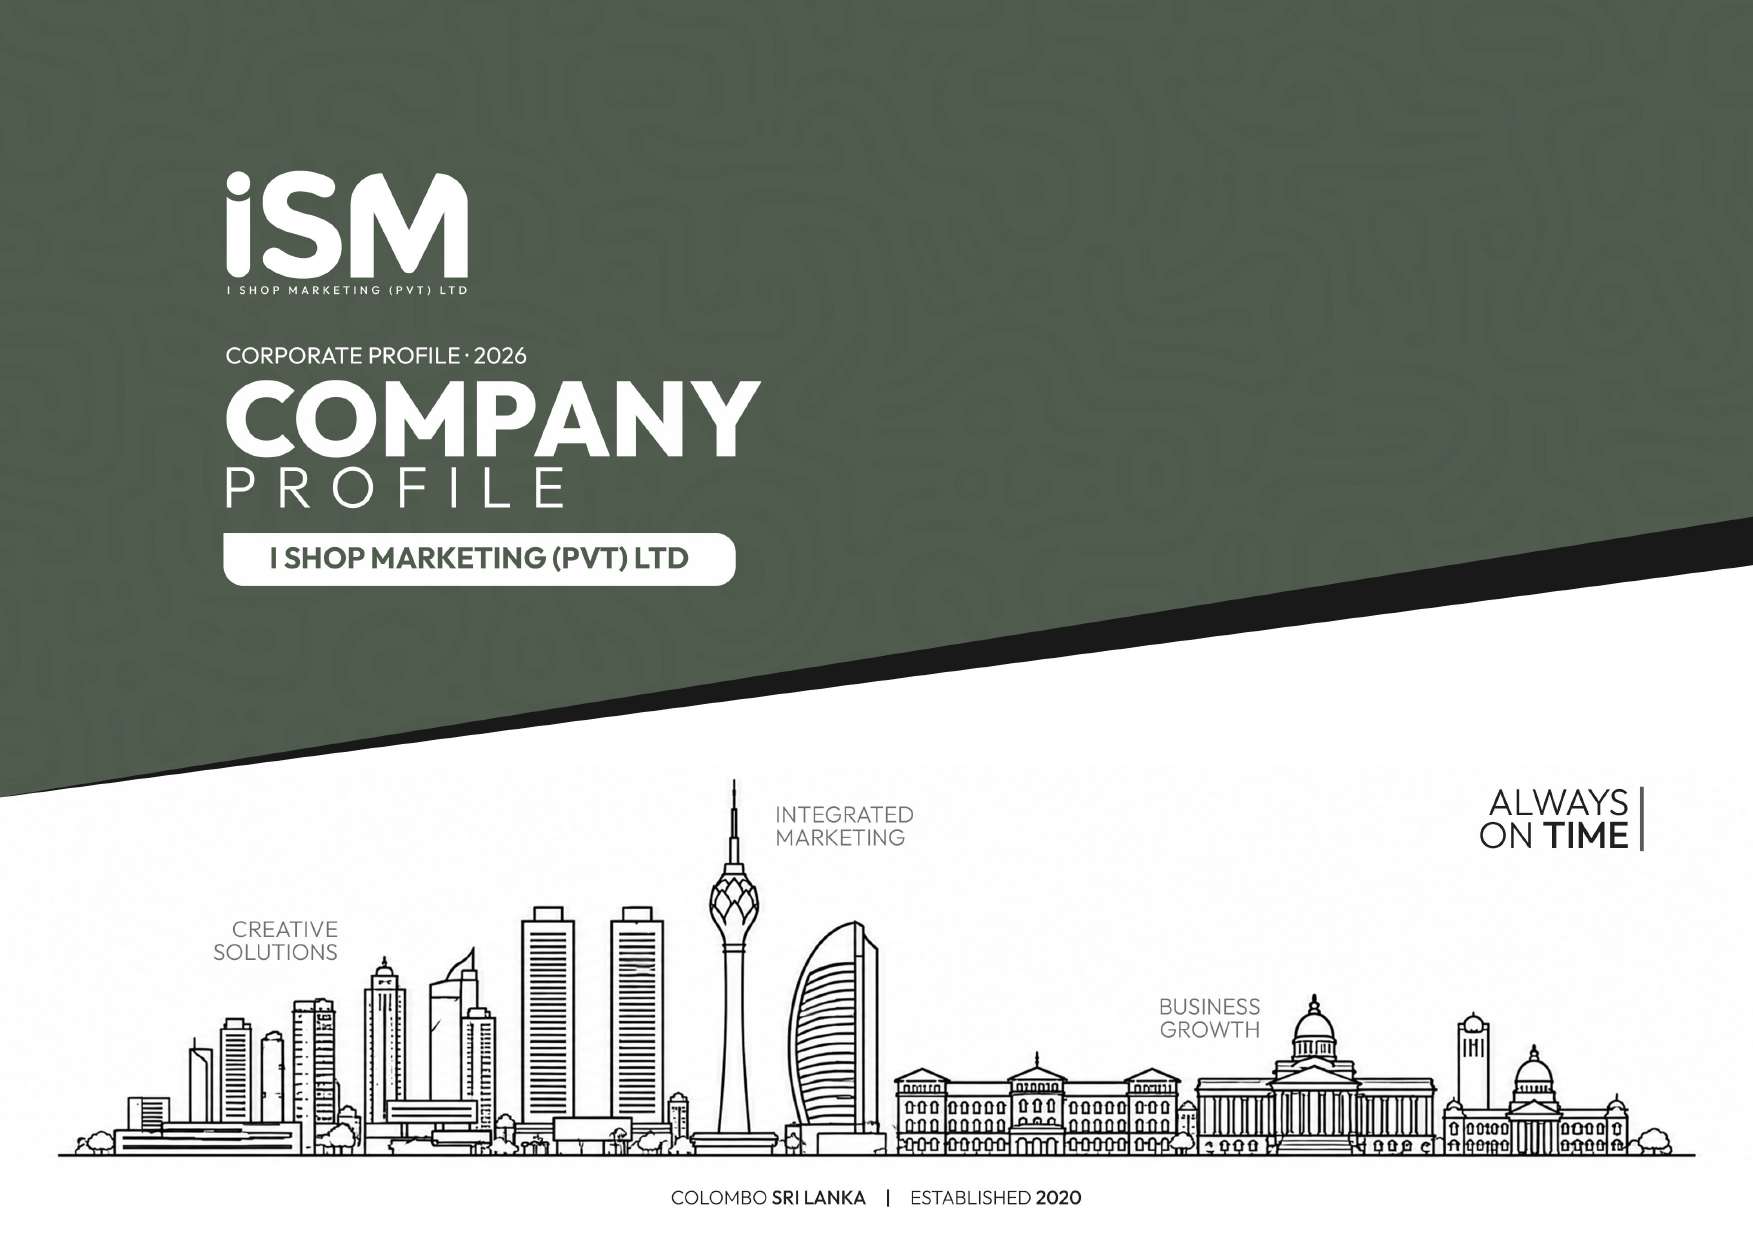 iSM
I SHOP MARKETING (PVT) LTD
CORPORATE PROFILE · 2026
COMPANY
PROFILE
I SHOP MARKETING (PVT) LTD
ALWAYS
ON TIME
INTEGRATED
MARKETING
CREATIVE
SOLUTIONS
BUSINESS
GROWTH
COLOMBO SRI LANKA | ESTABLISHED 2020